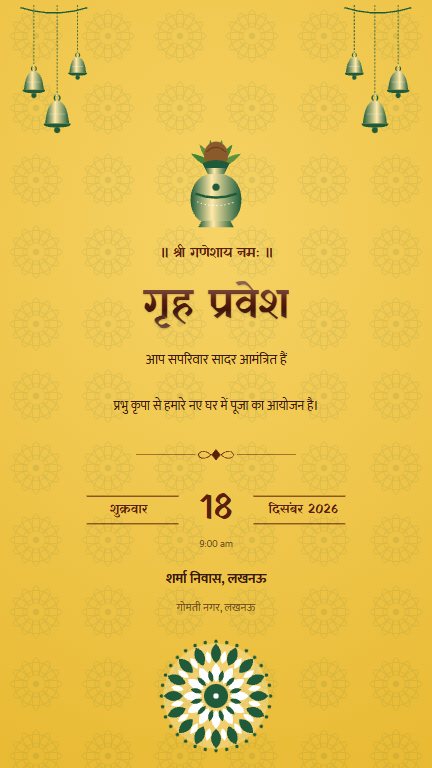 ॥ श्री गणेशाय नमः ॥
गृह प्रवेश
आप सपरिवार सादर आमंत्रित हैं
प्रभु कृपा से हमारे नए घर में पूजा का आयोजन है।
शुक्रवार 18 दिसंबर 2026
9:00 am
शर्मा निवास, लखनऊ
गोमती नगर, लखनऊ